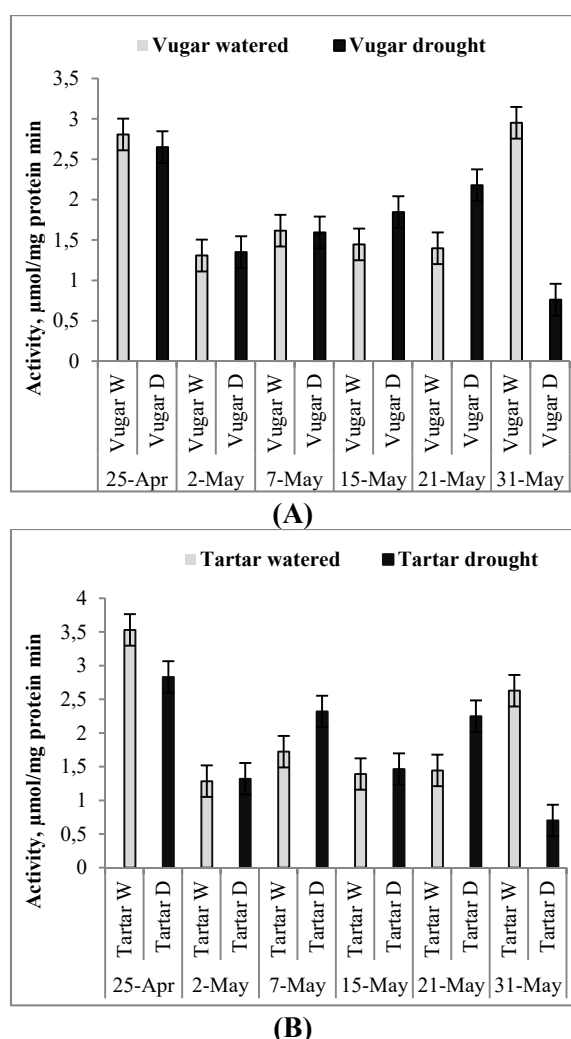 Vugar watered Vugar drought
Activity, µmol/mg protein min
3,5
3
2,5
2
1,5
1
0,5
0
Vugar W Vugar D Vugar W Vugar D Vugar W Vugar D Vugar W Vugar D Vugar W Vugar D Vugar W Vugar D
25-Apr 2-May 7-May 15-May 21-May 31-May
(A)
Tartar watered Tartar drought
Activity, µmol/mg protein min
4
3,5
3
2,5
2
1,5
1
0,5
0
Tartar W Tartar D Tartar W Tartar D Tartar W Tartar D Tartar W Tartar D Tartar W Tartar D Tartar W Tartar D
25-Apr 2-May 7-May 15-May 21-May 31-May
(B)